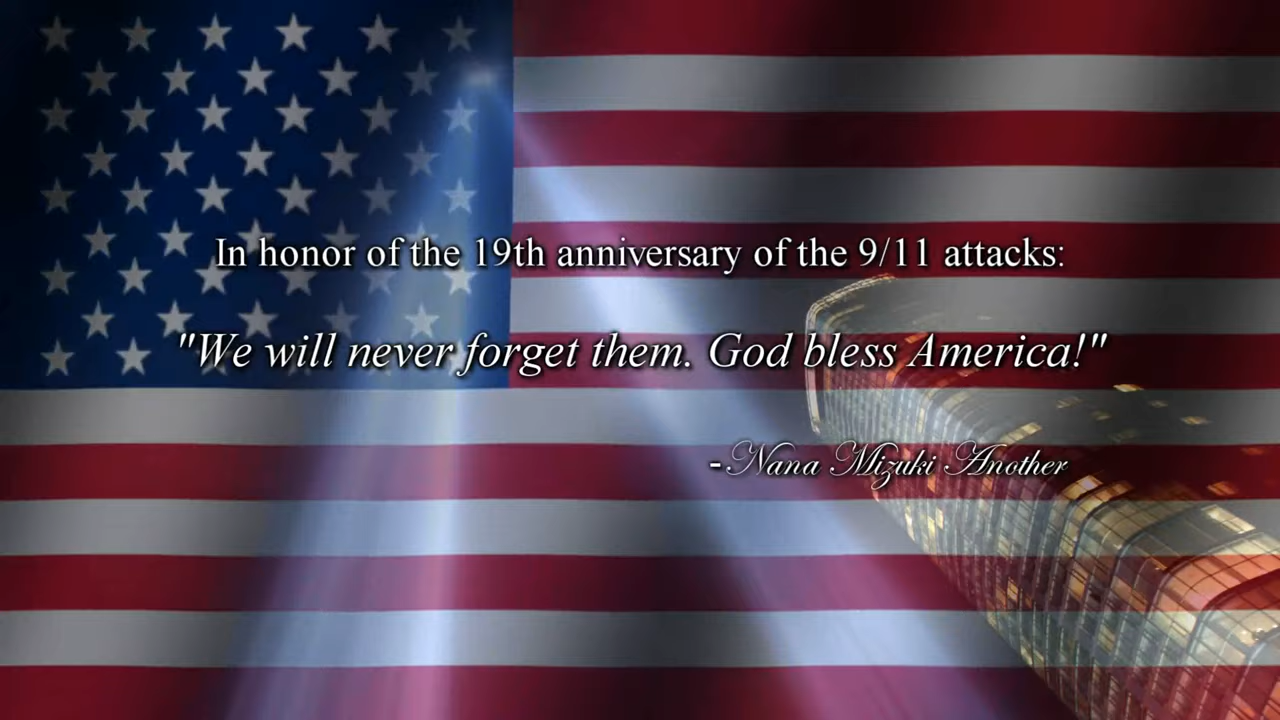 In honor of the 19th anniversary of the 9/11 attacks:
"We will never forget them. God bless America!"
- Nana Mizuki Another